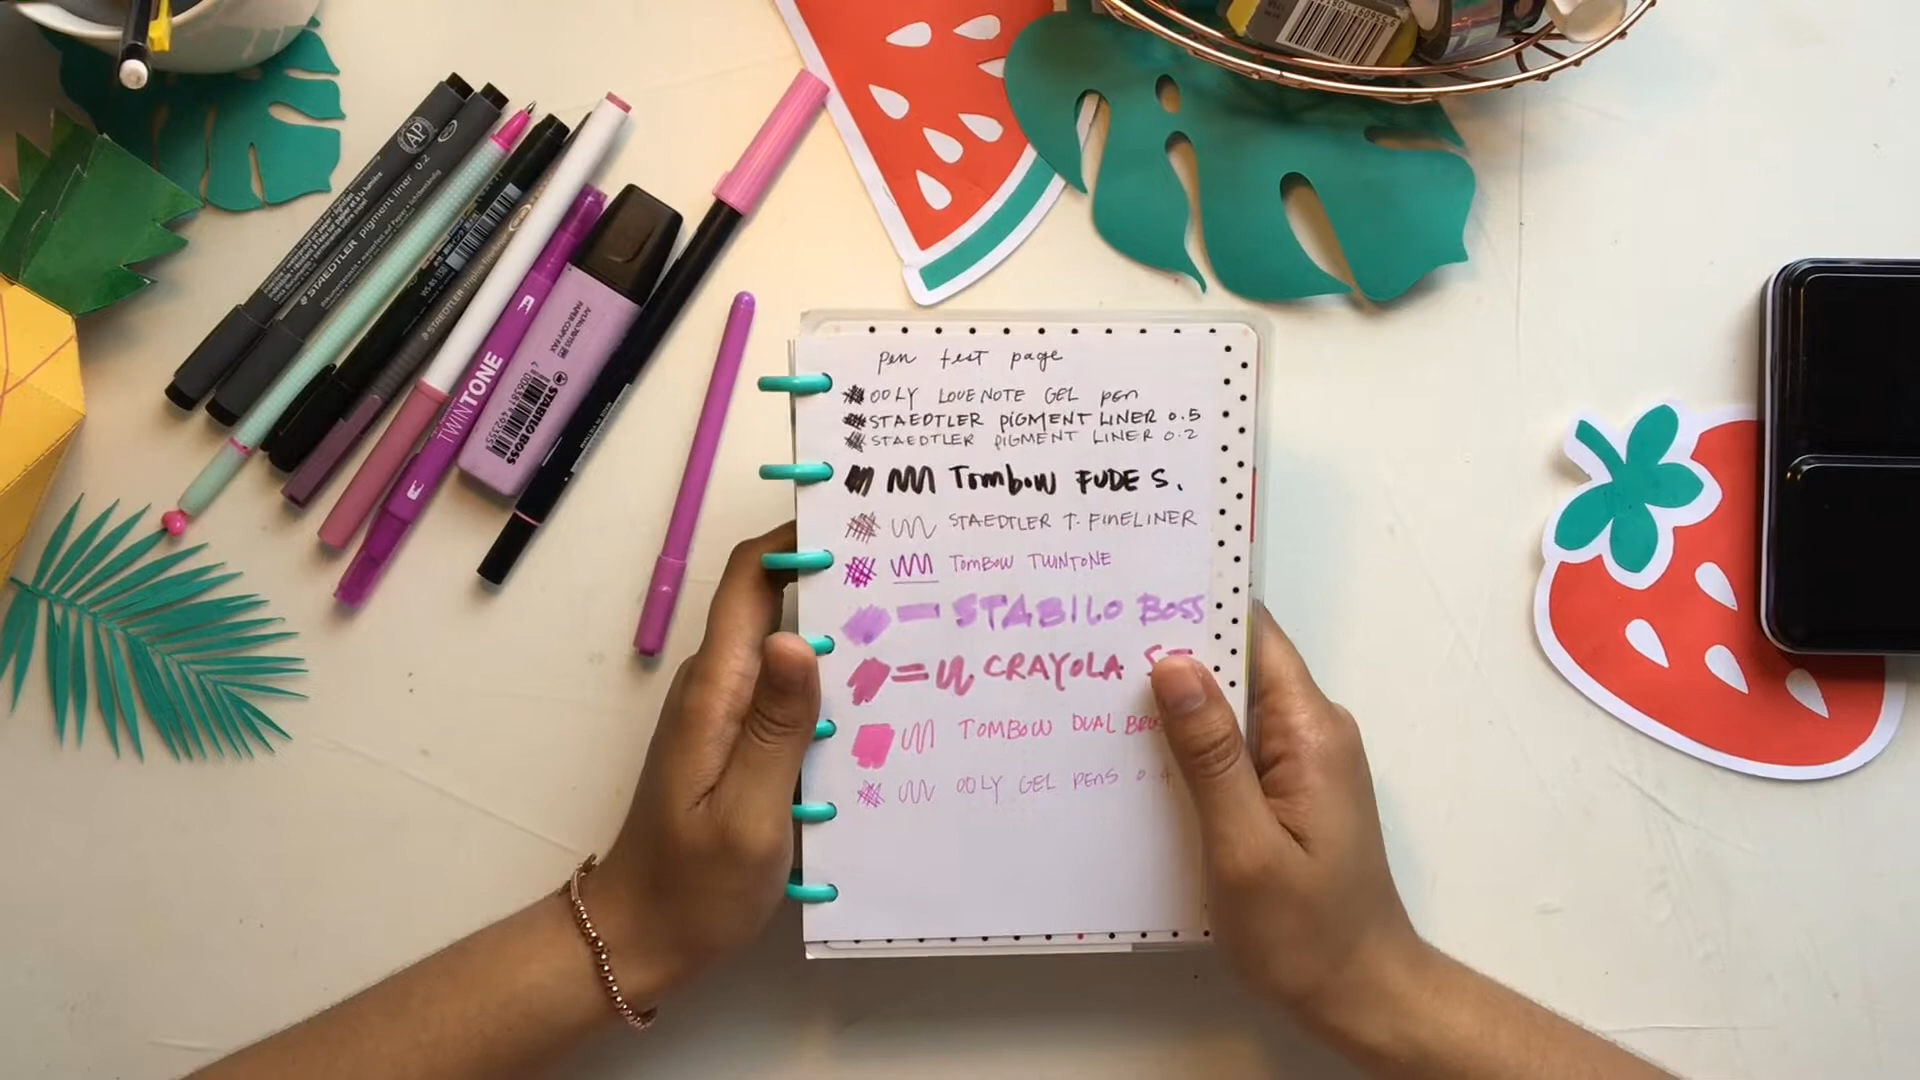 pen test page
OOLY LOVENOTE GEL pen
STAEDTLER PIGMENT LINER 0.5
STAEDTLER PIGMENT LINER 0.2
TomboW FUDE S.
STAEDTLER T. FINELINER
TOMBOW TWINTONE
STABILO BOSS
CRAYOLA
TOMBOW DUAL
OOLY GEL PENS
AP
STAEDTLER pigment liner 0.2
STAEDTLER
TWINTONE
STABILO BOSS